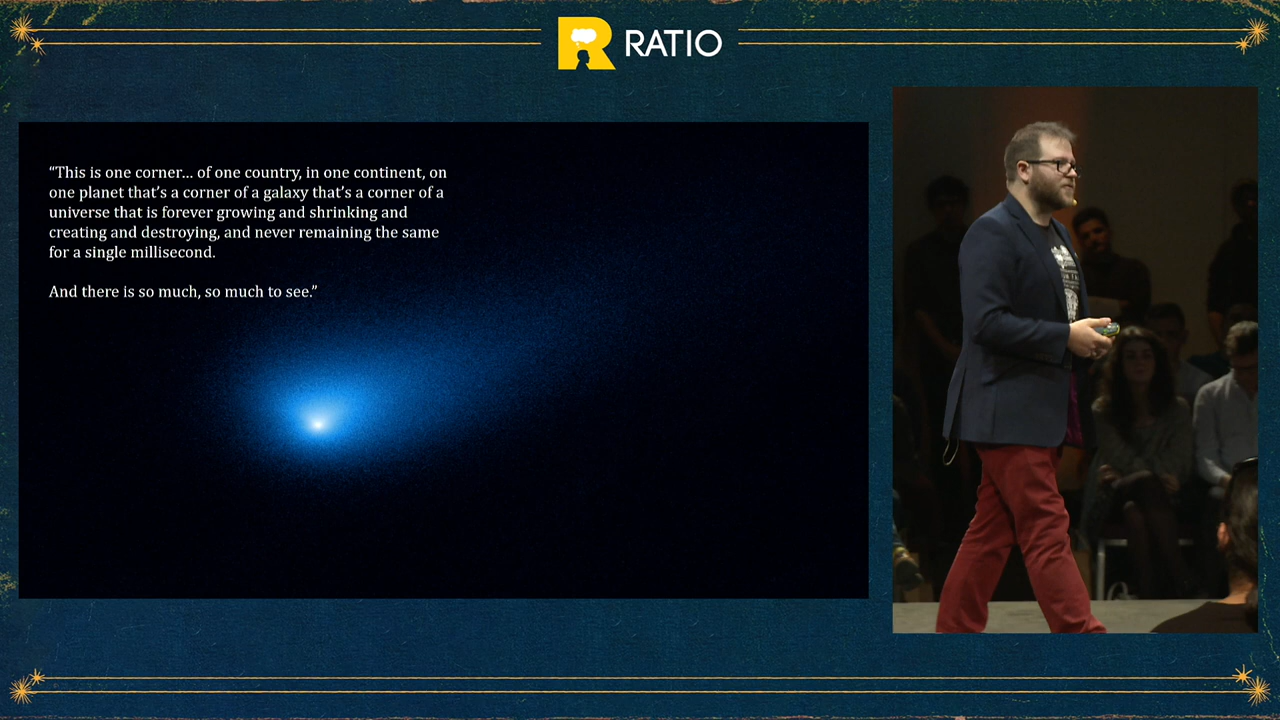 RATIO
“This is one corner... of one country, in one continent, on
one planet that’s a corner of a galaxy that’s a corner of a
universe that is forever growing and shrinking and
creating and destroying, and never remaining the same
for a single millisecond.
And there is so much, so much to see.”